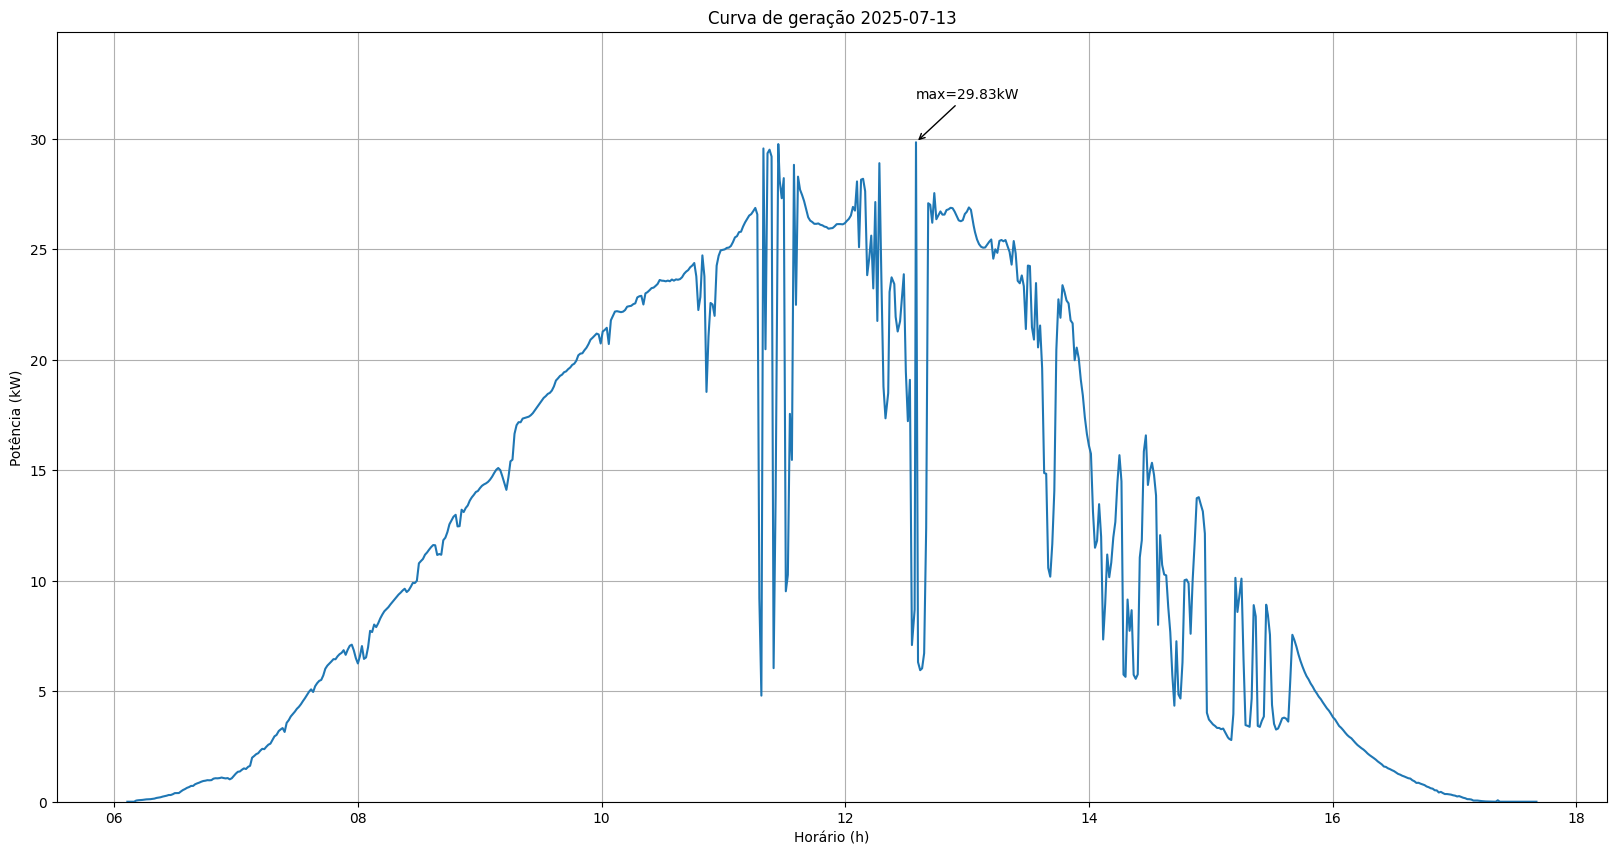 Curva de geração 2025-07-13
max=29.83kW
Potência (kW)
30
25
20
15
10
5
0
06 08 10 12 14 16 18
Horário (h)